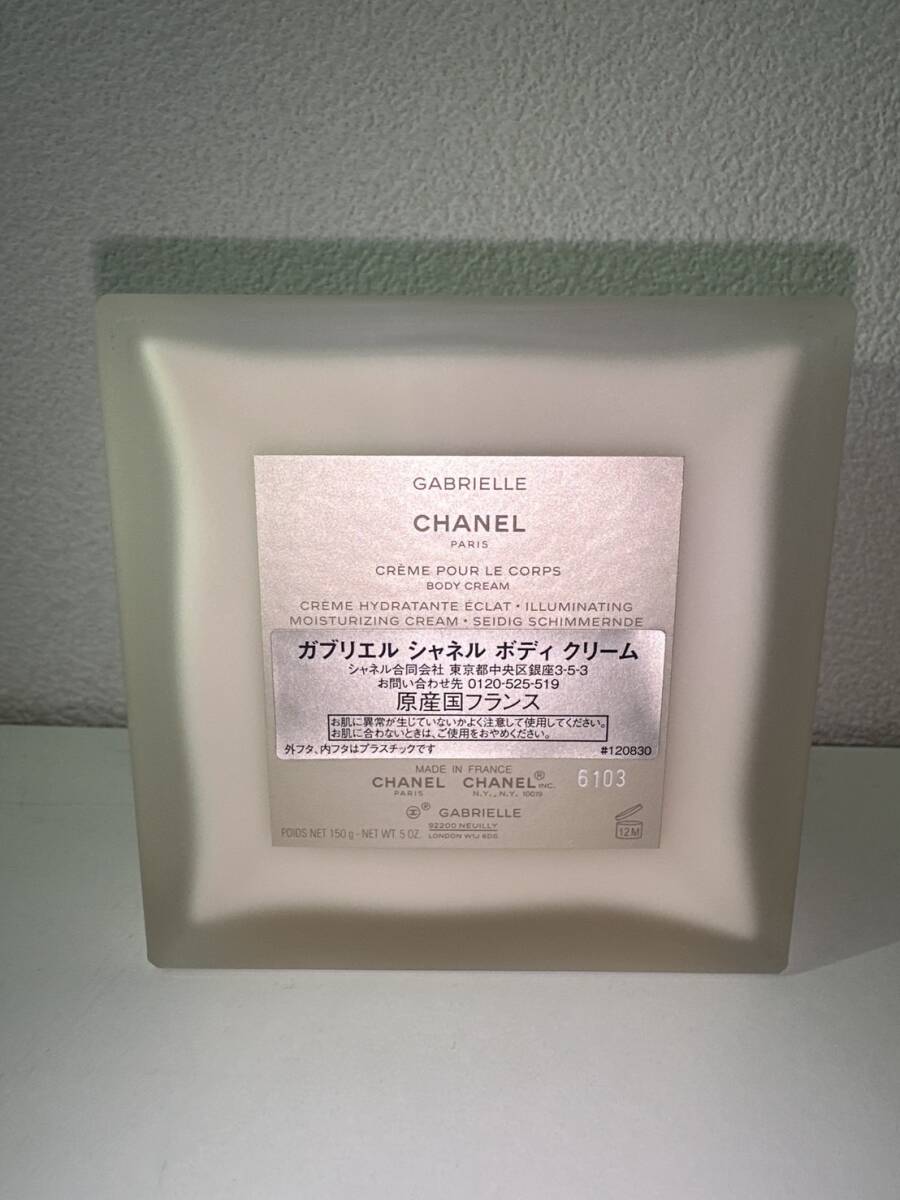 GABRIELLE
CHANEL
PARIS
CRÈME POUR LE CORPS
BODY CREAM
CRÈME HYDRATANTE ÉCLAT • ILLUMINATING
MOISTURIZING CREAM • SEIDIG SCHIMMERNDE
ガブリエル シャネル ボディ クリーム
シャネル合同会社 東京都中央区銀座3-5-3
お問い合わせ先 0120-525-519
原産国フランス
お肌に異常が生じていないかよく注意して使用してください。
お肌に合わないときは、ご使用をおやめください。
外フタ、内フタはプラスチックです #120830
MADE IN FRANCE
CHANEL CHANEL® INC. 6103
PARIS N.Y., N.Y. 10019
® GABRIELLE
92200 NEUILLY
POIDS NET 150 g - NET WT. 5 OZ. LONDON W1J 6DG
12M